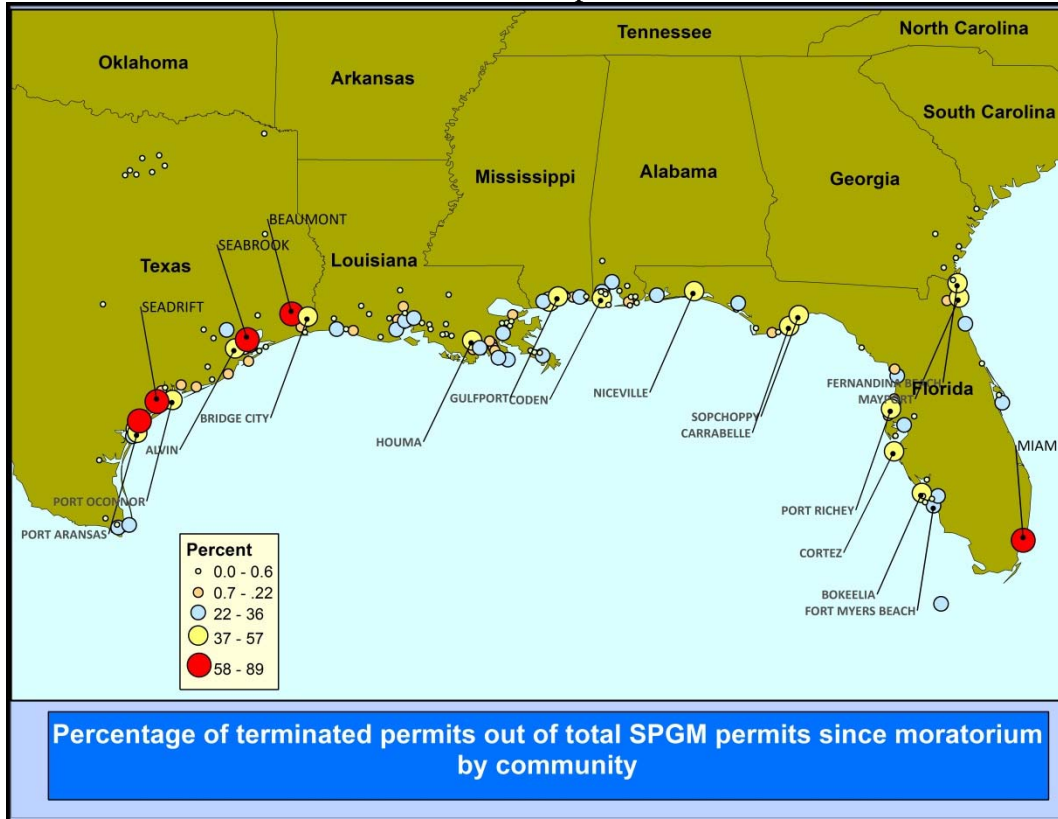 Tennessee
North Carolina
Oklahoma
Arkansas
South Carolina
Mississippi
Alabama
Georgia
BEAUMONT
SEABROOK
Louisiana
Texas
SEADRIFT
FERNANDINA BEACH
Florida
MAYPORT
GULFPORT
CODEN
NICEVILLE
BRIDGE CITY
SOPCHOPPY
CARRABELLE
HOUMA
ALVIN
MIAMI
PORT OCONNOR
PORT RICHEY
PORT ARANSAS
CORTEZ
BOKEELIA
FORT MYERS BEACH
Percent
0.0 - 0.6
0.7 - .22
22 - 36
37 - 57
58 - 89
Percentage of terminated permits out of total SPGM permits since moratorium
by community